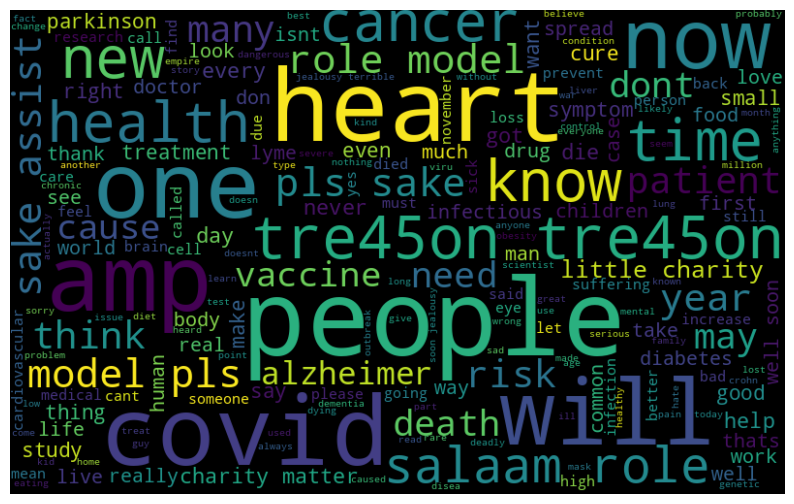 parkinson
many
isnt
cancer
spread
now
best
probably
believe
fact
change
research
call
find
look
want
cure
dangerous
condition
empire
story
new
role model
jealousy terrible
without
prevent
back
love
right
doctor
every
don
heart
november
dont
person
small
sake assist
health
due
kind
symptom
loss
food
way
liver
control
likely
month
everyone
anything
time
got
case
another
thank
treatment
lyme
even
much
drug
die
seem
million
type
severe
nothing
died
yes
viru
sick
know
patient
care
chronic
see
feel
one
doesn
pls sake
must
never
infectious
children
first
still
called
actually
cause
day
world
brain
cell
doesnt
tre45on tre45on
anyone
obesity
lung
man
scientist
suffering
known
learn
amp
vaccine
need
little charity
said
mental
sorry
test
issue
diet
heard
body
make
people
long
give
eye
wrong
great
use
let
serious
increase
year
think
real
soon jealousy
outbreak
sad
made
age
family
take
may
well soon
cardiovascular
problem
low
point
model pls
alzheimer
risk
diabetes
bad
lost
crohn
medical
cant
someone
human
say
please
going
way
common
infection
better
pain
hate
today
healthy
good
thing
life
covid
dying
dementia
part
ill
death
will
help
thats
come
treat
guy
used
always
read
rare
deadly
study
kid
home
mean
eating
live
really
charity matter
caused
disea
high
mask
salaam role
well
work
genetic